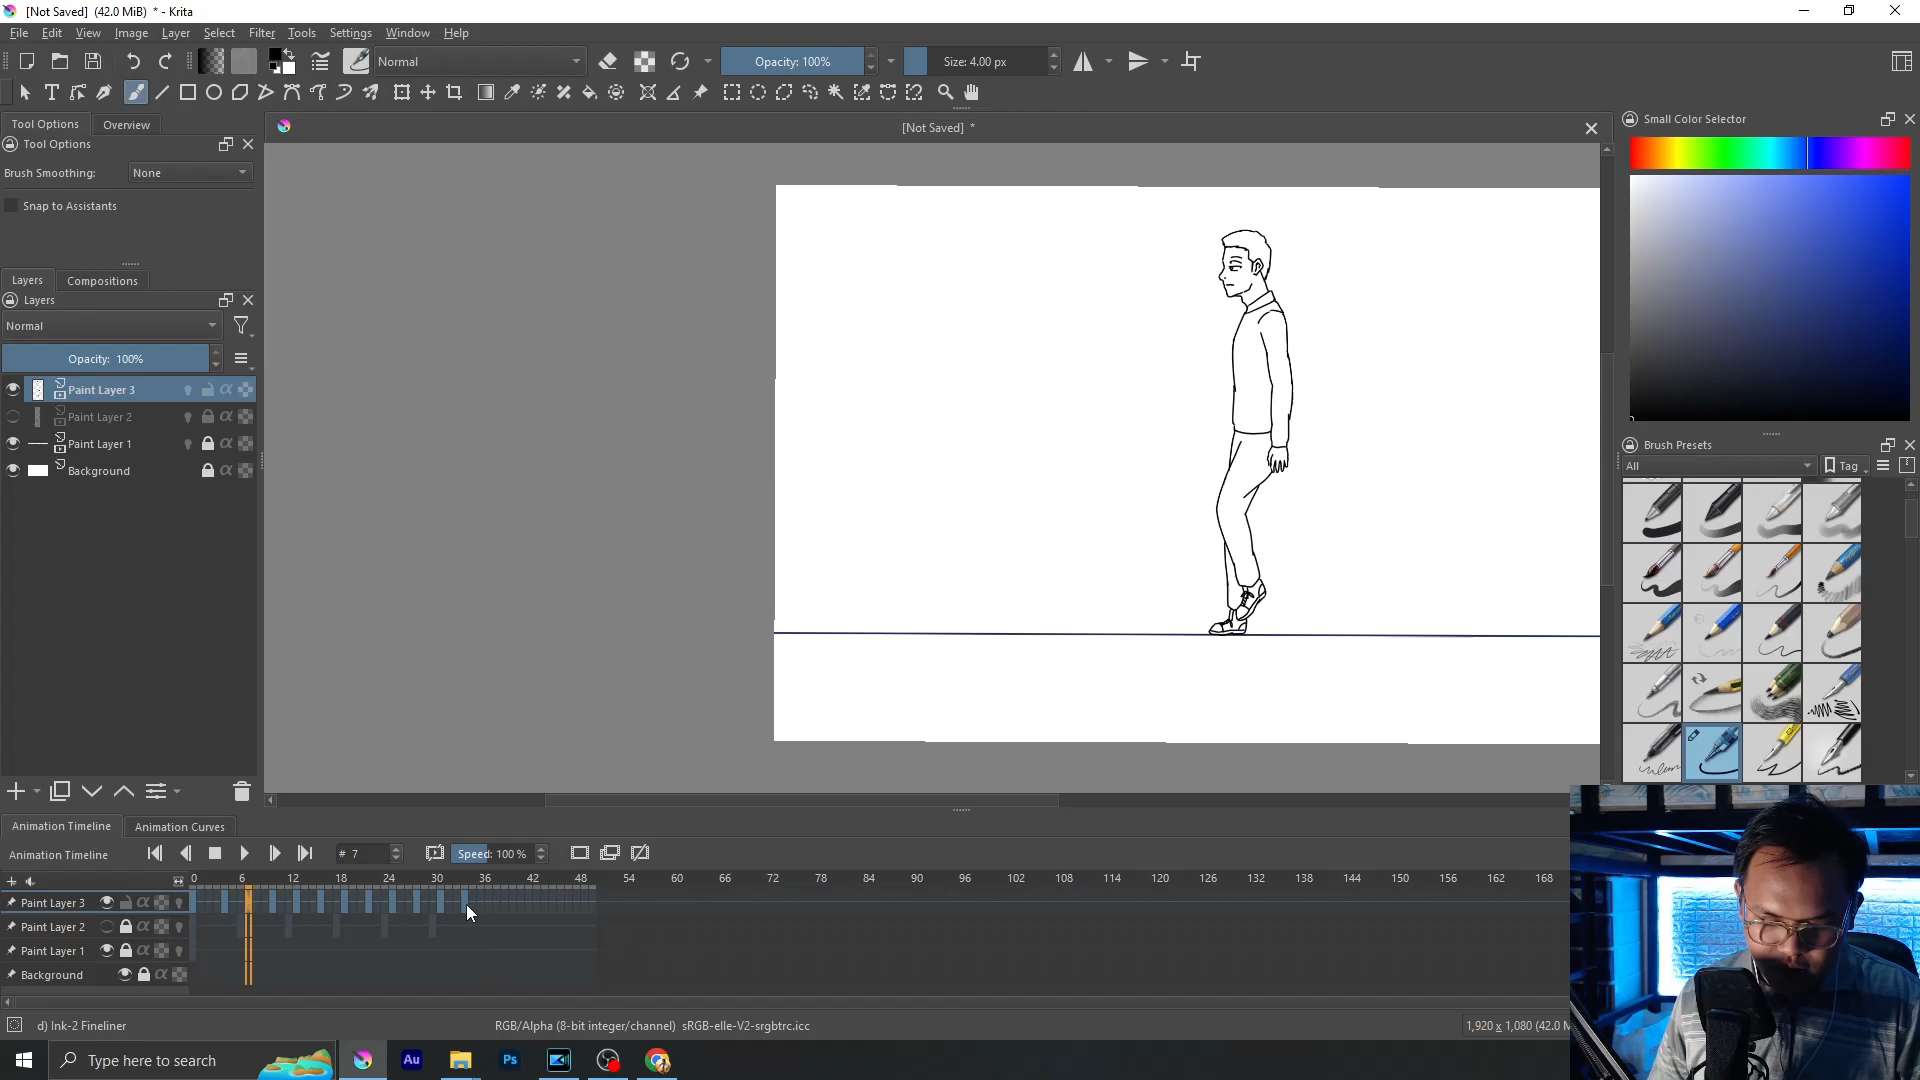 [Not Saved]  (42.0 MiB)  * - Krita
File Edit View Image Layer Select Filter Tools Settings Window Help
Normal
Opacity: 100%
Size: 4.00 px
Tool Options Overview
[Not Saved] *
Small Color Selector
Tool Options
Brush Smoothing: None
Snap to Assistants
Layers Compositions
Layers
Normal
Opacity: 100%
Paint Layer 3
Paint Layer 2
Paint Layer 1
Background
Brush Presets
All Tag
Animation Timeline Animation Curves
Animation Timeline # 7 Speed: 100 %
0 6 12 18 24 30 36 42 48 54 60 66 72 78 84 90 96 102 108 114 120 126 132 138 144 150 156 162 168
Paint Layer 3
Paint Layer 2
Paint Layer 1
Background
d) Ink-2 Fineliner
RGB/Alpha (8-bit integer/channel) sRGB-elle-V2-srgbtrc.icc
1,920 x 1,080 (42.0 M
Type here to search
Au
Ps